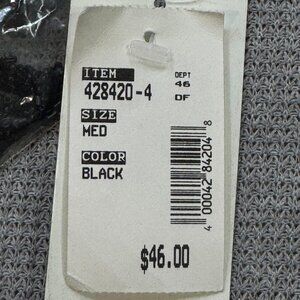 ITEM
428420-4
SIZE
MED
COLOR
BLACK
DEPT
46
DF
4 00042 84204 8
$46.00